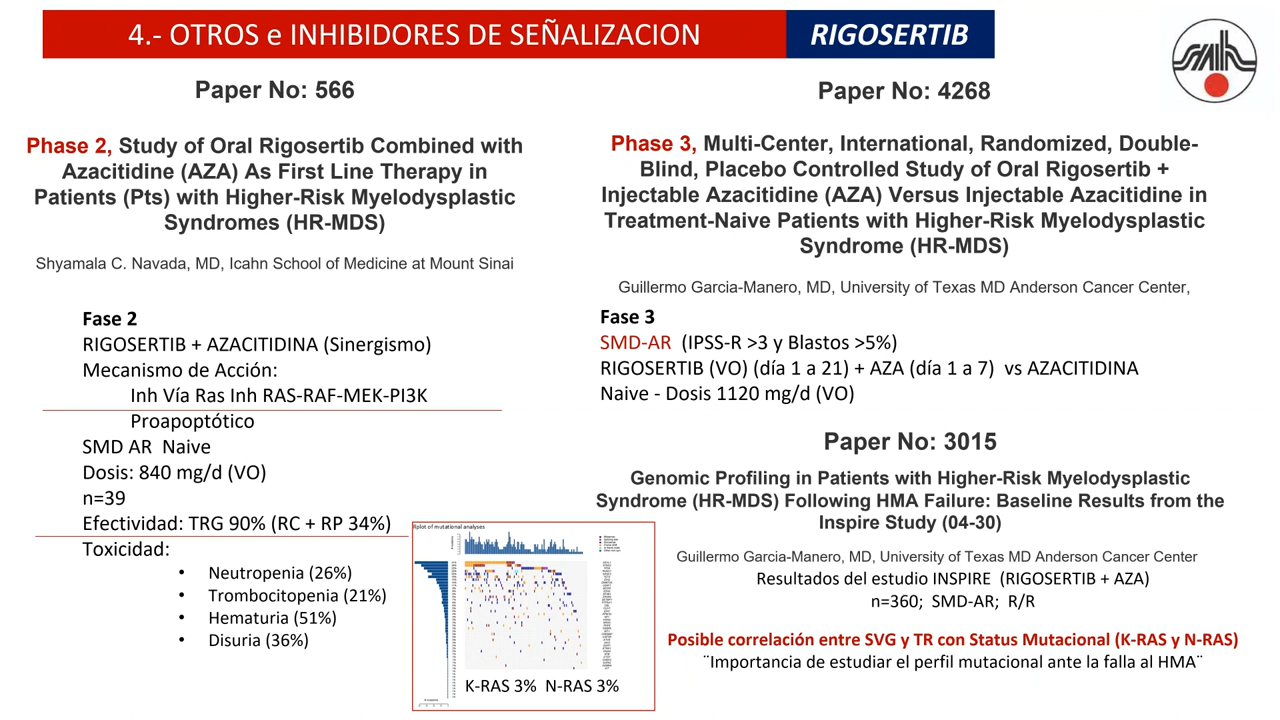 4.- OTROS e INHIBIDORES DE SEÑALIZACION
RIGOSERTIB
Paper No: 566
Phase 2, Study of Oral Rigosertib Combined with
Azacitidine (AZA) As First Line Therapy in
Patients (Pts) with Higher-Risk Myelodysplastic
Syndromes (HR-MDS)
Shyamala C. Navada, MD, Icahn School of Medicine at Mount Sinai
Fase 2
RIGOSERTIB + AZACITIDINA (Sinergismo)
Mecanismo de Acción:
Inh Vía Ras Inh RAS-RAF-MEK-PI3K
Proapoptótico
SMD AR Naive
Dosis: 840 mg/d (VO)
n=39
Efectividad: TRG 90% (RC + RP 34%)
Toxicidad:
• Neutropenia (26%)
• Trombocitopenia (21%)
• Hematuria (51%)
• Disuria (36%)
plot of mutational analyses
K-RAS 3% N-RAS 3%
Paper No: 4268
Phase 3, Multi-Center, International, Randomized, Double-
Blind, Placebo Controlled Study of Oral Rigosertib +
Injectable Azacitidine (AZA) Versus Injectable Azacitidine in
Treatment-Naive Patients with Higher-Risk Myelodysplastic
Syndrome (HR-MDS)
Guillermo Garcia-Manero, MD, University of Texas MD Anderson Cancer Center,
Fase 3
SMD-AR (IPSS-R >3 y Blastos >5%)
RIGOSERTIB (VO) (día 1 a 21) + AZA (día 1 a 7) vs AZACITIDINA
Naive - Dosis 1120 mg/d (VO)
Paper No: 3015
Genomic Profiling in Patients with Higher-Risk Myelodysplastic
Syndrome (HR-MDS) Following HMA Failure: Baseline Results from the
Inspire Study (04-30)
Guillermo Garcia-Manero, MD, University of Texas MD Anderson Cancer Center
Resultados del estudio INSPIRE (RIGOSERTIB + AZA)
n=360; SMD-AR; R/R
Posible correlación entre SVG y TR con Status Mutacional (K-RAS y N-RAS)
¨Importancia de estudiar el perfil mutacional ante la falla al HMA¨